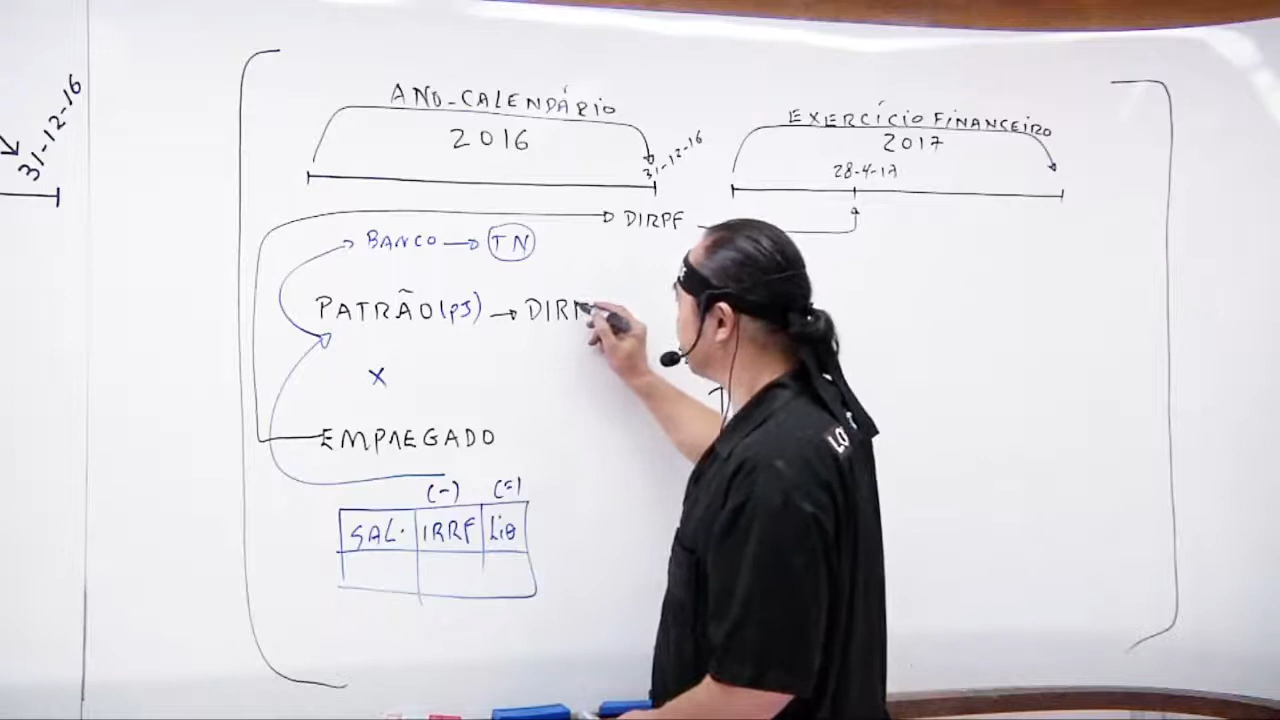 31-12-16
ANO-CALENDÁRIO
2016
31-12-16
EXERCÍCIO FINANCEIRO
2017
28-4-17
DIRPF
BANCO → TN
PATRÃO (PJ) → DIR
X
EMPREGADO
(-) (=)
SAL. IRRF LíQ